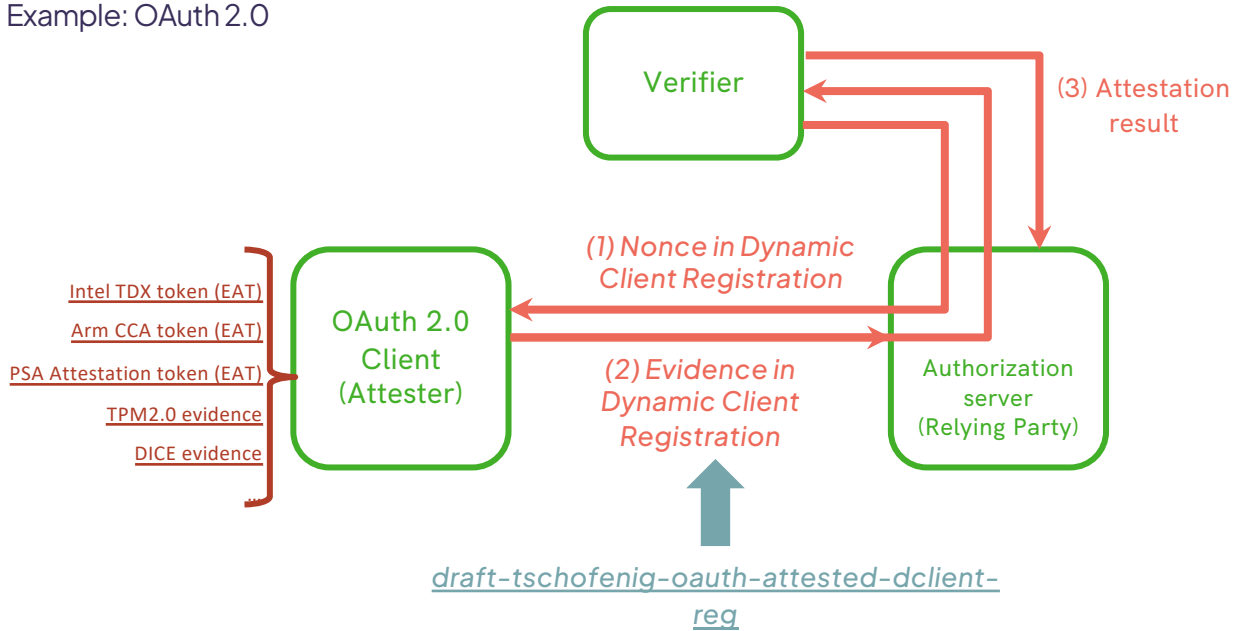 Example: OAuth 2.0
Verifier
(3) Attestation
result
(1) Nonce in Dynamic
Client Registration
Intel TDX token (EAT)
Arm CCA token (EAT)
PSA Attestation token (EAT)
TPM2.0 evidence
DICE evidence
...
OAuth 2.0
Client
(Attester)
(2) Evidence in
Dynamic Client
Registration
Authorization
server
(Relying Party)
draft-tschofenig-oauth-attested-dclient-
reg